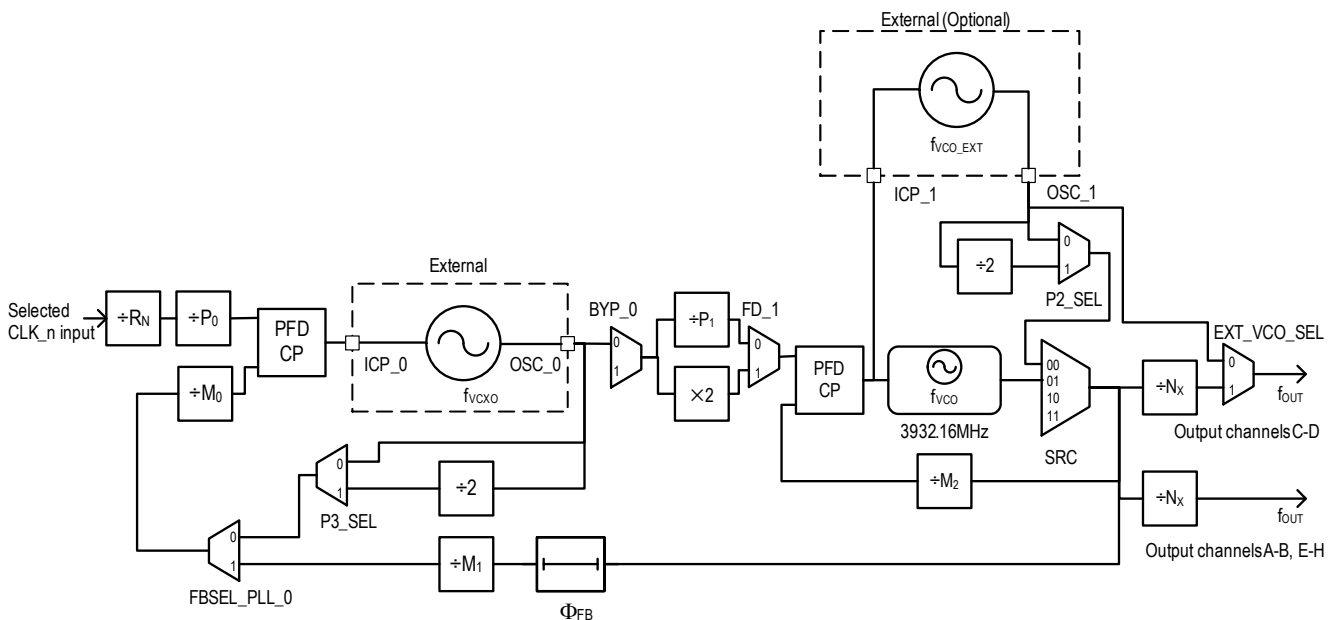 External (Optional)
fVCO_EXT
ICP_1
OSC_1
0
1
÷2
P2_SEL
External
Selected
CLK_n input
÷RN
÷P0
PFD
CP
ICP_0
OSC_0
fVCXO
÷M0
BYP_0
0
1
÷P1
×2
FD_1
0
1
PFD
CP
fVCO
3932.16MHz
00
01
10
11
SRC
EXT_VCO_SEL
÷NX
0
1
fOUT
Output channels C-D
÷M2
÷NX
fOUT
Output channels A-B, E-H
0
1
÷2
P3_SEL
0
1
FBSEL_PLL_0
÷M1
ΦFB